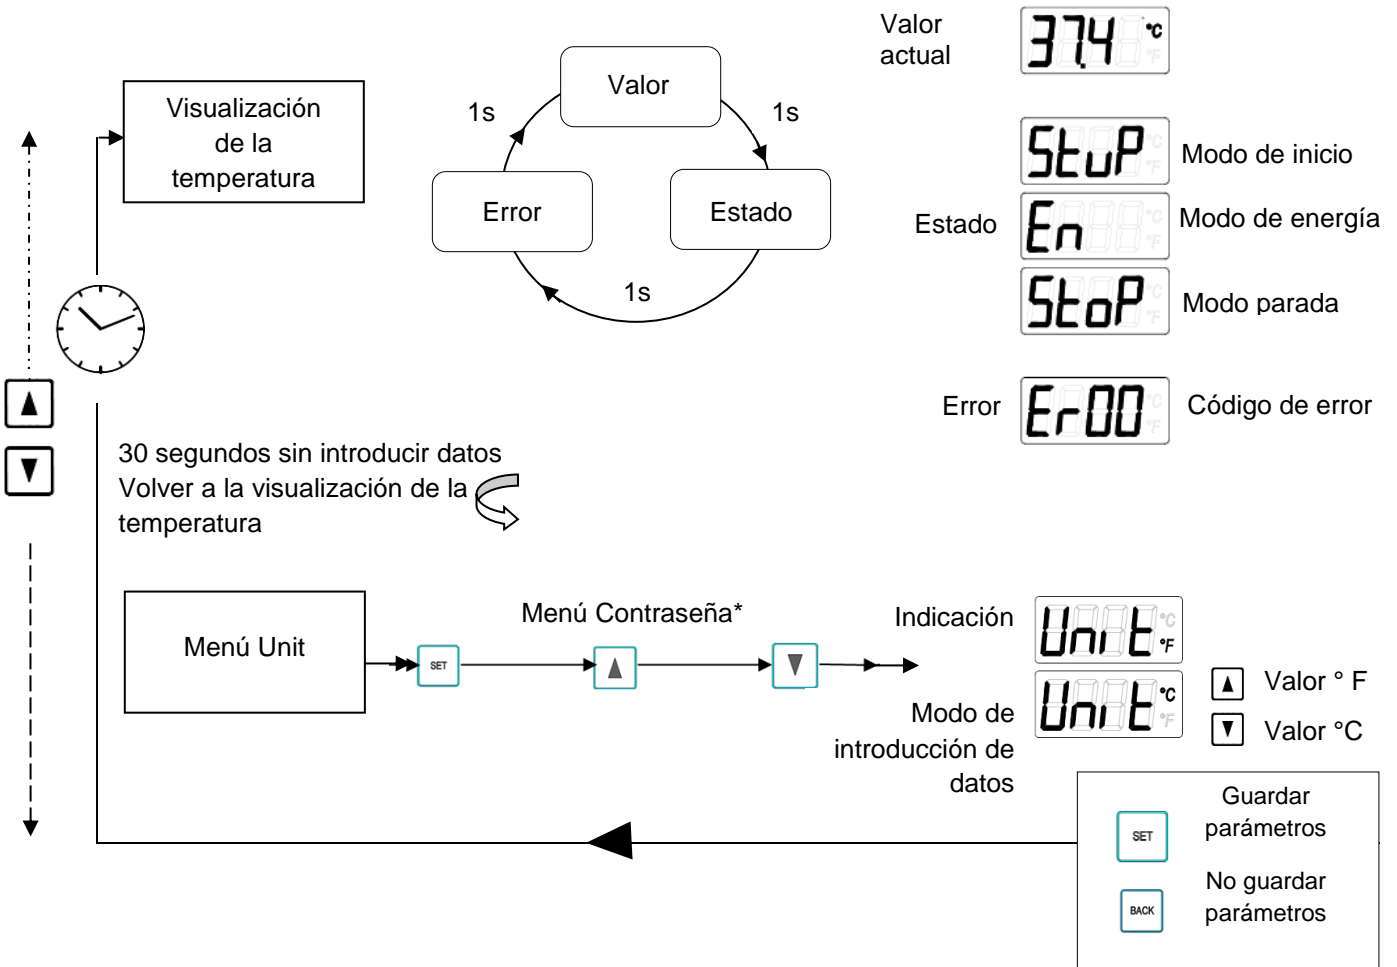 Valor
actual
37.4 °C
°F
Visualización
de la
temperatura
Valor
1s
1s
Error
Estado
1s
StuP °C
°F
Modo de inicio
Estado
En °C
°F
Modo de energía
StoP °C
°F
Modo parada
Error
Er00 °C
°F
Código de error
30 segundos sin introducir datos
Volver a la visualización de la
temperatura
Menú Unit
SET
Menú Contraseña*
Indicación
Unit °C
°F
Modo de
introducción de
datos
Unit °C
°F
Valor ° F
Valor °C
SET
Guardar
parámetros
BACK
No guardar
parámetros